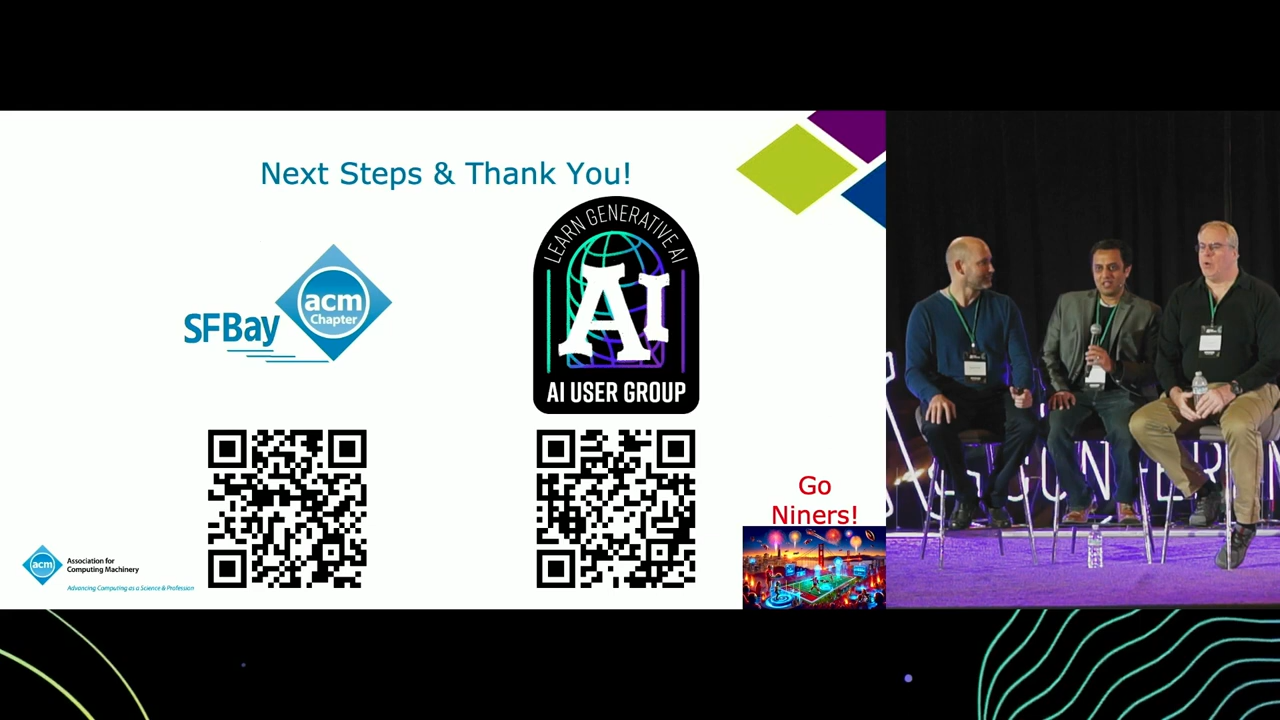 Next Steps & Thank You!
SFBay
acm
Chapter
LEARN GENERATIVE AI
AI
AI USER GROUP
Go
Niners!
acm
Association for
Computing Machinery
Advancing Computing as a Science & Profession